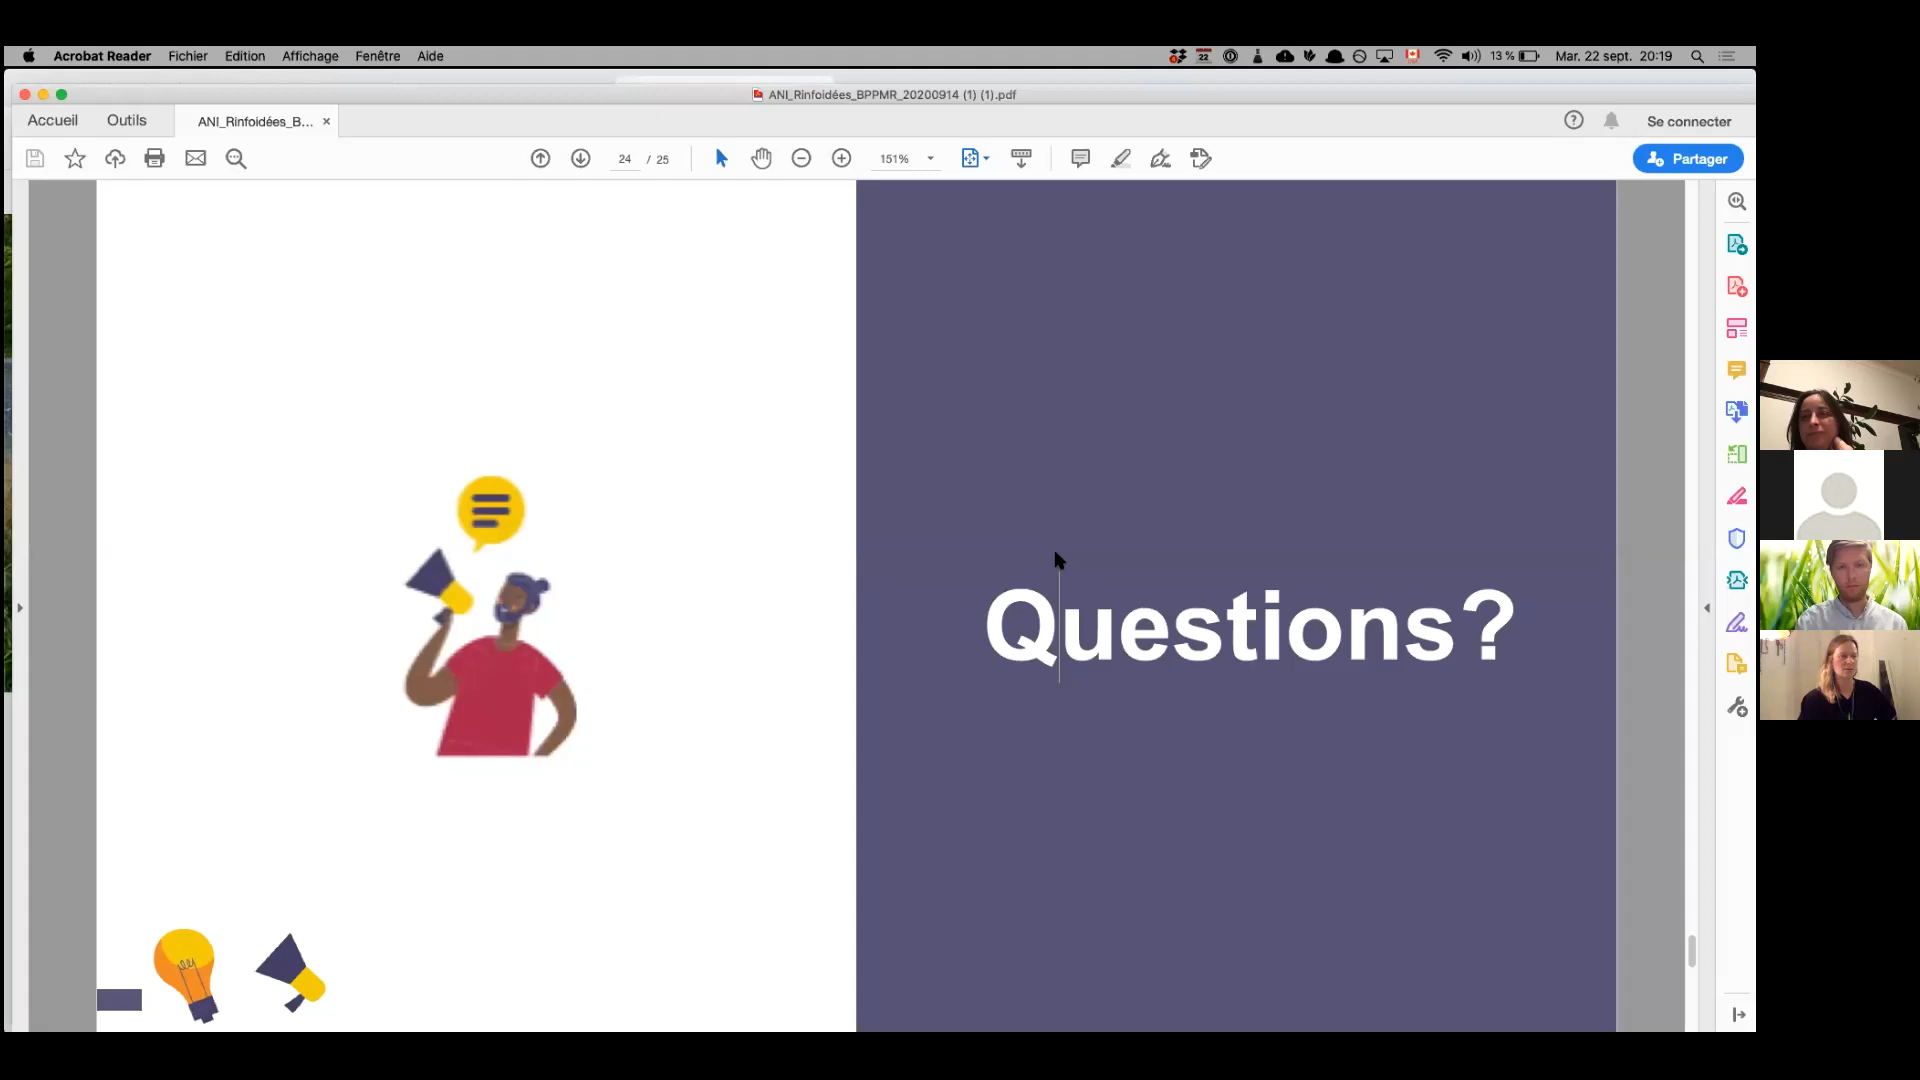 Acrobat Reader Fichier Edition Affichage Fenêtre Aide 22 13 % Mar. 22 sept. 20:19
ANI_Rinfoidées_BPPMR_20200914 (1) (1).pdf
Accueil Outils ANI_Rinfoidées_B... × Se connecter
24 / 25 151% Partager
Questions?